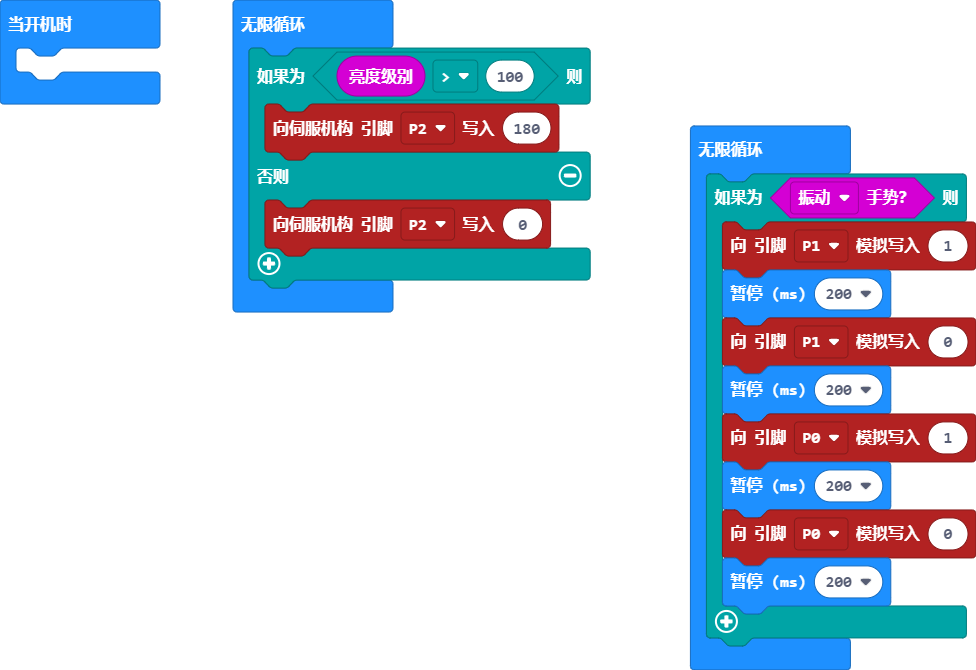 当开机时
无限循环
如果为 亮度级别 > 100 则
向伺服机构 引脚 P2 写入 180
否则
向伺服机构 引脚 P2 写入 0
无限循环
如果为 振动 手势? 则
向 引脚 P1 模拟写入 1
暂停 (ms) 200
向 引脚 P1 模拟写入 0
暂停 (ms) 200
向 引脚 P0 模拟写入 1
暂停 (ms) 200
向 引脚 P0 模拟写入 0
暂停 (ms) 200